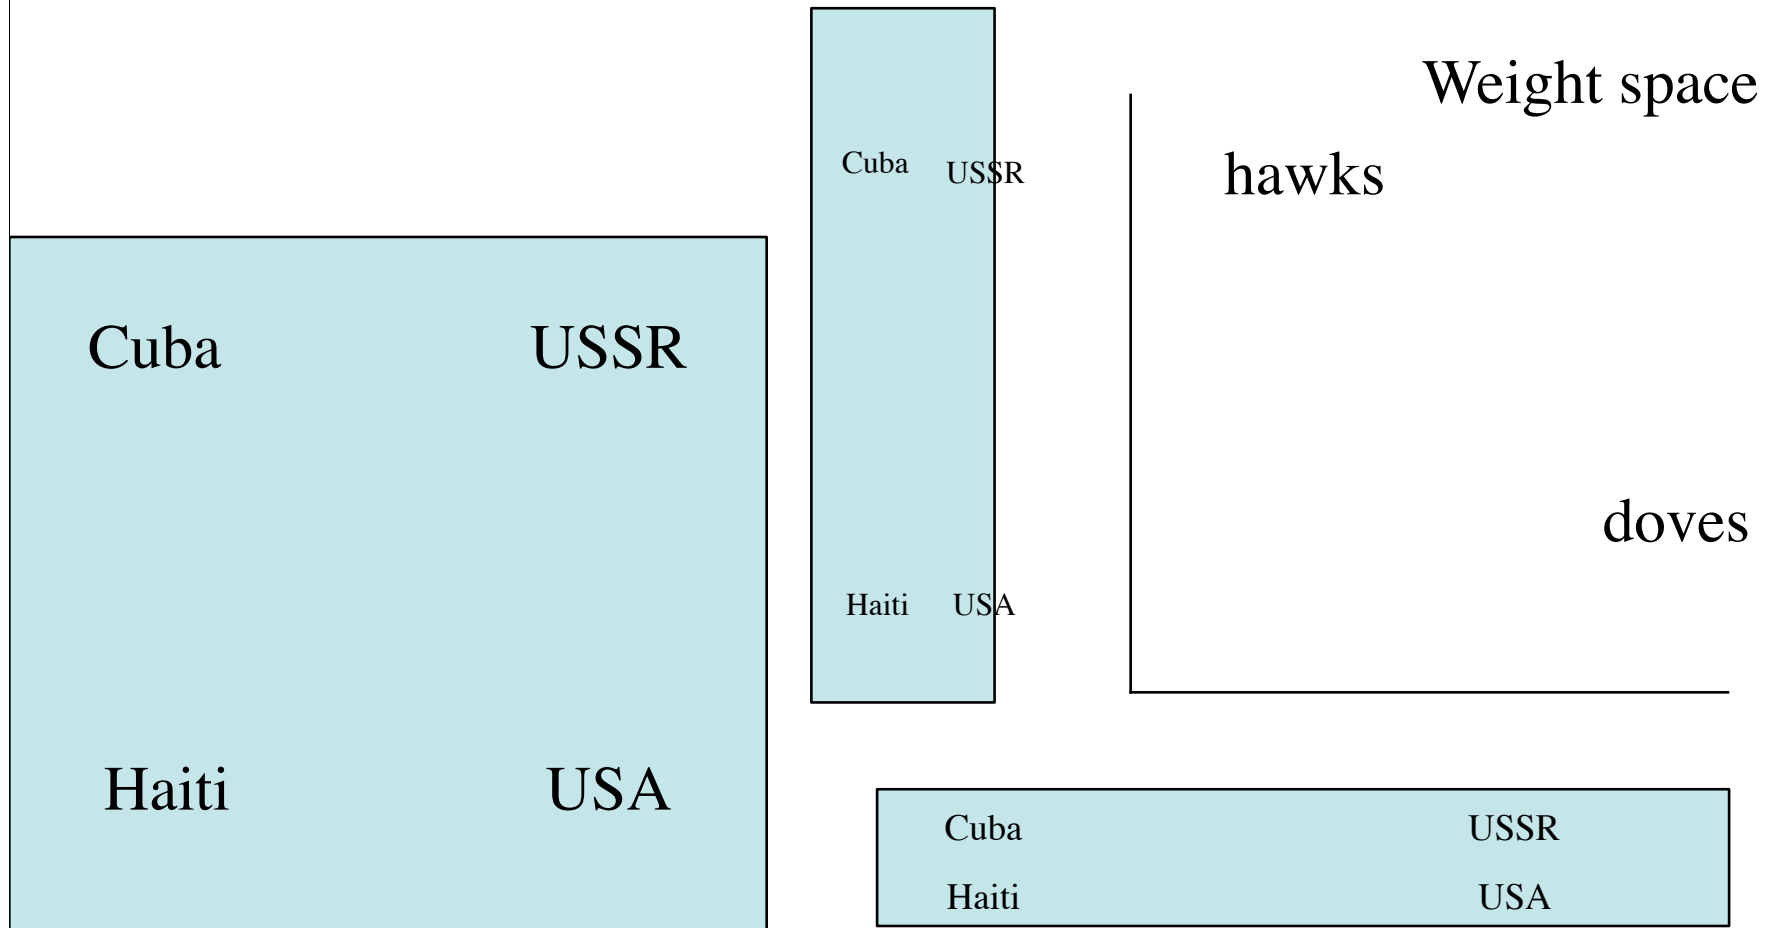 Weight space
hawks
doves
Cuba USSR
Haiti USA
Cuba USSR
Haiti USA
Cuba USSR
Haiti USA